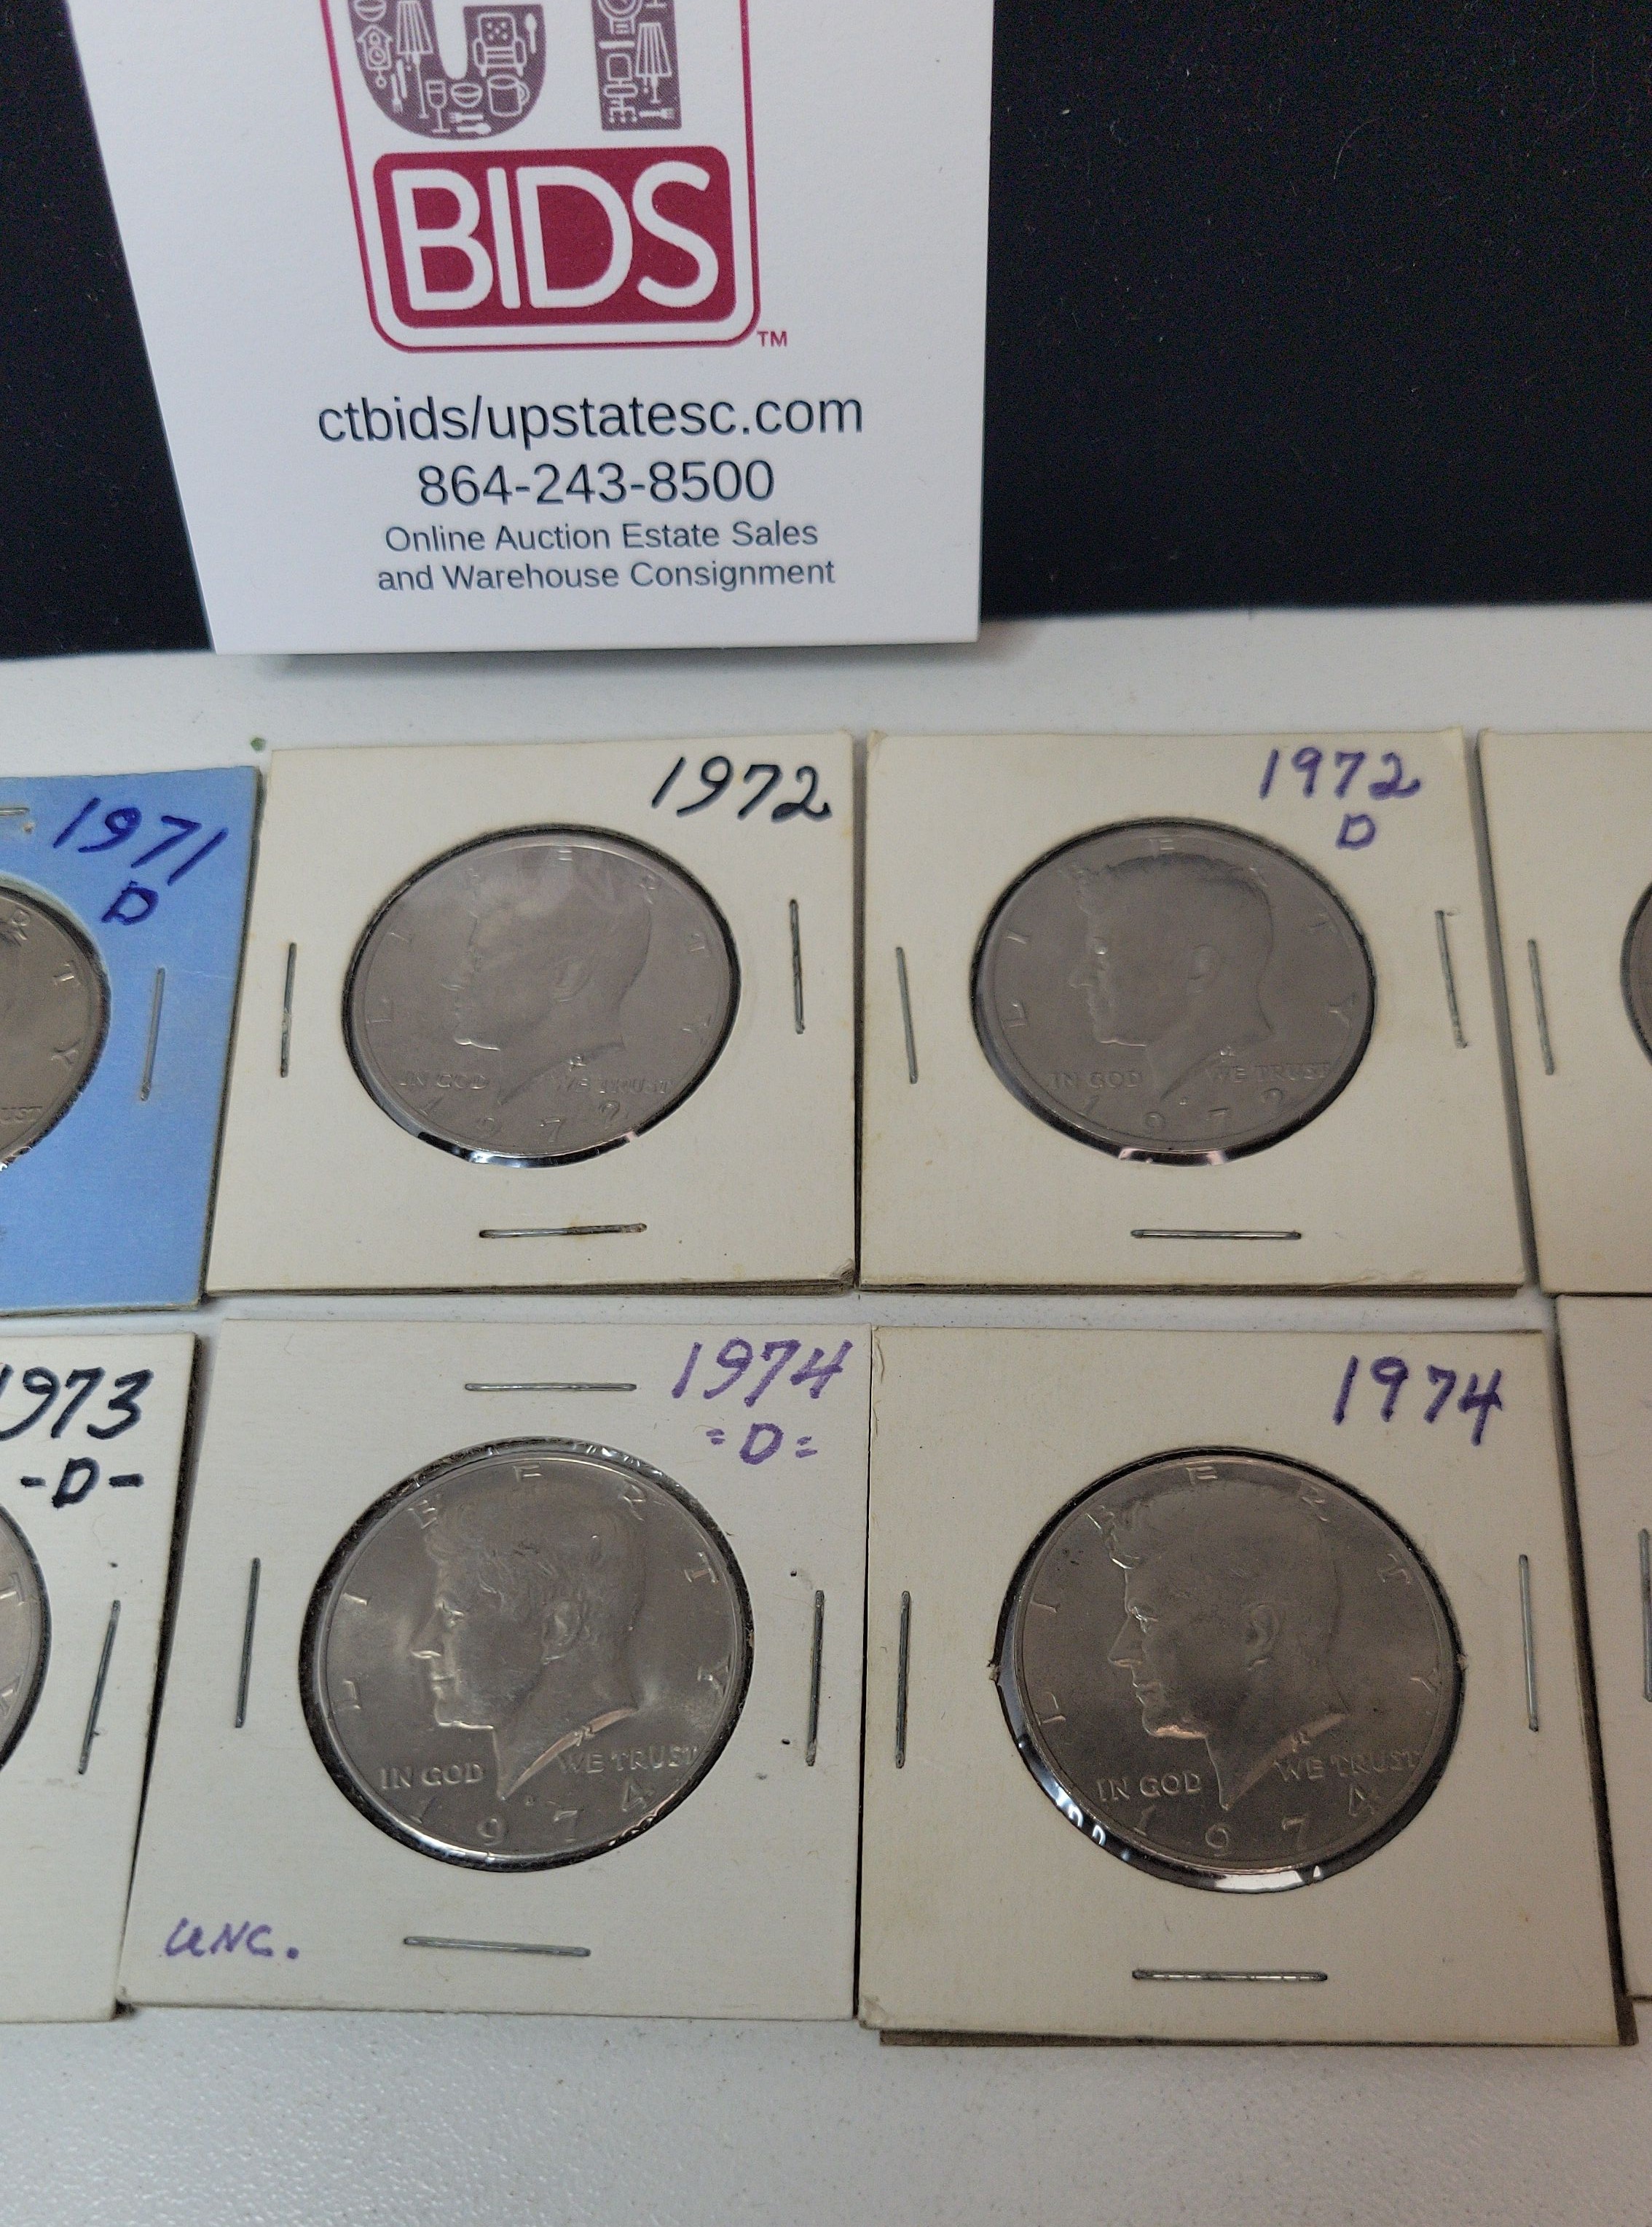 CT
BIDS
TM
ctbids/upstatesc.com
864-243-8500
Online Auction Estate Sales
and Warehouse Consignment
1971
D
R T Y
UST
1972
LIBERTY
IN GOD WE TRUST
1972
1972
D
LIBERTY
IN GOD WE TRUST
1972
1973
-D-
T Y
1974
=D=
LIBERTY
IN GOD WE TRUST
1974
UNC.
1974
LIBERTY
IN GOD WE TRUST
1974